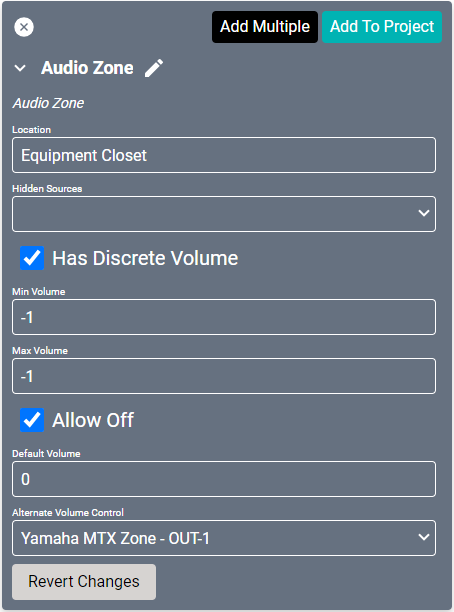 Add Multiple Add To Project
Audio Zone
Audio Zone
Location
Equipment Closet
Hidden Sources
Has Discrete Volume
Min Volume
-1
Max Volume
-1
Allow Off
Default Volume
0
Alternate Volume Control
Yamaha MTX Zone - OUT-1
Revert Changes